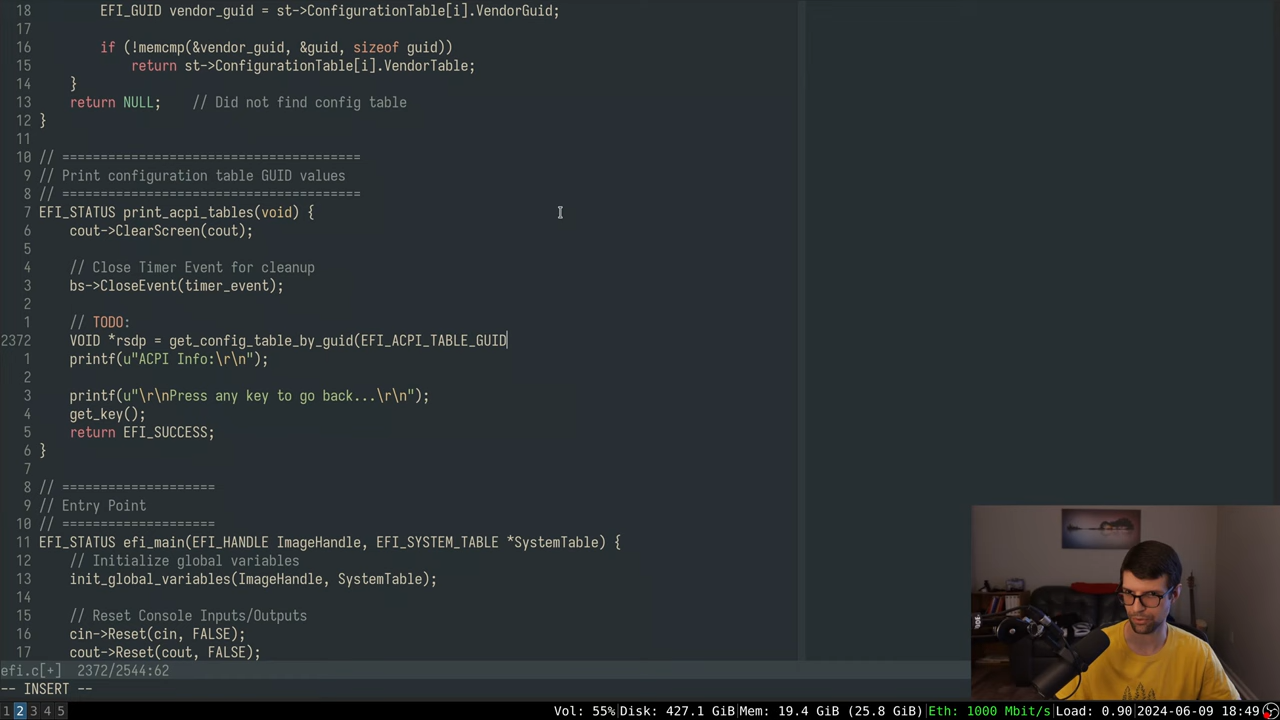 18         EFI_GUID vendor_guid = st->ConfigurationTable[i].VendorGuid;
17
16         if (!memcmp(&vendor_guid, &guid, sizeof guid))
15             return st->ConfigurationTable[i].VendorTable;
14     }
13     return NULL;    // Did not find config table
12 }
11
10 // =======================================
9 // Print configuration table GUID values
8 // =======================================
7 EFI_STATUS print_acpi_tables(void) {
6     cout->ClearScreen(cout);
5
4     // Close Timer Event for cleanup
3     bs->CloseEvent(timer_event);
2
1     // TODO:
2372     VOID *rsdp = get_config_table_by_guid(EFI_ACPI_TABLE_GUID
1     printf(u"ACPI Info:\r\n");
2
3     printf(u"\r\nPress any key to go back...\r\n");
4     get_key();
5     return EFI_SUCCESS;
6 }
7
8 // ====================
9 // Entry Point
10 // ====================
11 EFI_STATUS efi_main(EFI_HANDLE ImageHandle, EFI_SYSTEM_TABLE *SystemTable) {
12     // Initialize global variables
13     init_global_variables(ImageHandle, SystemTable);
14
15     // Reset Console Inputs/Outputs
16     cin->Reset(cin, FALSE);
17     cout->Reset(cout, FALSE);
efi.c[+]  2372/2544:62
-- INSERT --
1 2 3 4 5 Vol: 55%|Disk: 427.1 GiB|Mem: 19.4 GiB (25.8 GiB)|Eth: 1000 Mbit/s|Load: 0.90|2024-06-09 18:49